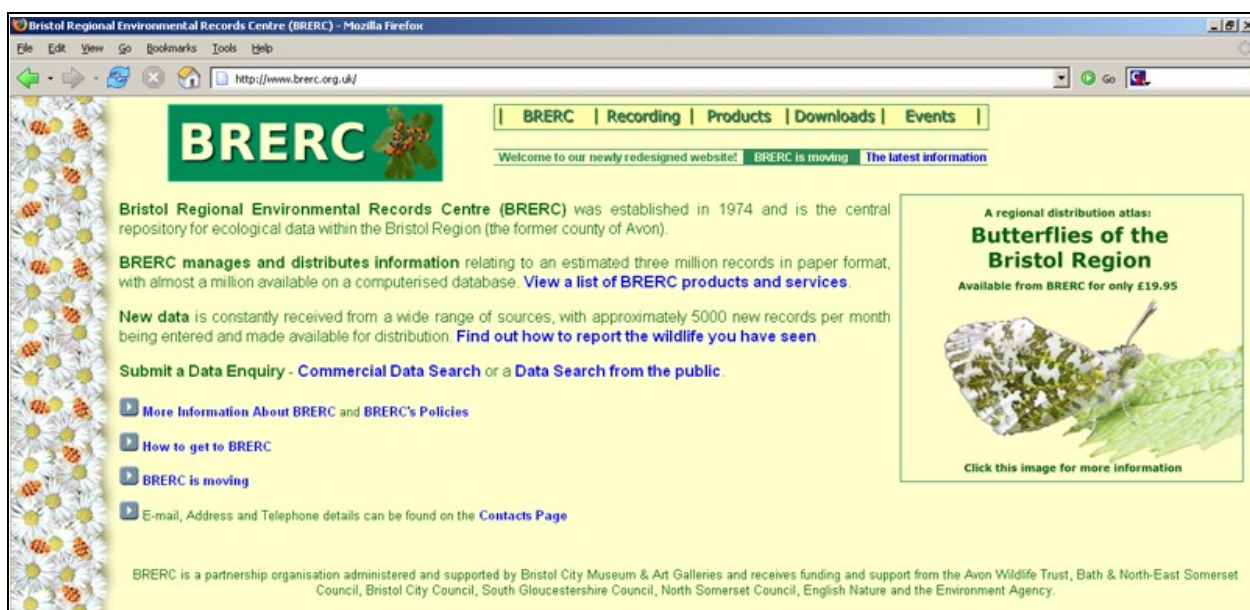 Bristol Regional Environmental Records Centre (BRERC) - Mozilla Firefox
File Edit View Go Bookmarks Tools Help
http://www.brerc.org.uk/ Go
BRERC
| BRERC | Recording | Products | Downloads | Events |
Welcome to our newly redesigned website! BRERC is moving The latest information
Bristol Regional Environmental Records Centre (BRERC) was established in 1974 and is the central
repository for ecological data within the Bristol Region (the former county of Avon).
BRERC manages and distributes information relating to an estimated three million records in paper format,
with almost a million available on a computerised database. View a list of BRERC products and services.
New data is constantly received from a wide range of sources, with approximately 5000 new records per month
being entered and made available for distribution. Find out how to report the wildlife you have seen.
Submit a Data Enquiry - Commercial Data Search or a Data Search from the public.
More Information About BRERC and BRERC's Policies
How to get to BRERC
BRERC is moving
E-mail, Address and Telephone details can be found on the Contacts Page
A regional distribution atlas:
Butterflies of the
Bristol Region
Available from BRERC for only £19.95
Click this image for more information
BRERC is a partnership organisation administered and supported by Bristol City Museum & Art Galleries and receives funding and support from the Avon Wildlife Trust, Bath & North-East Somerset
Council, Bristol City Council, South Gloucestershire Council, North Somerset Council, English Nature and the Environment Agency.